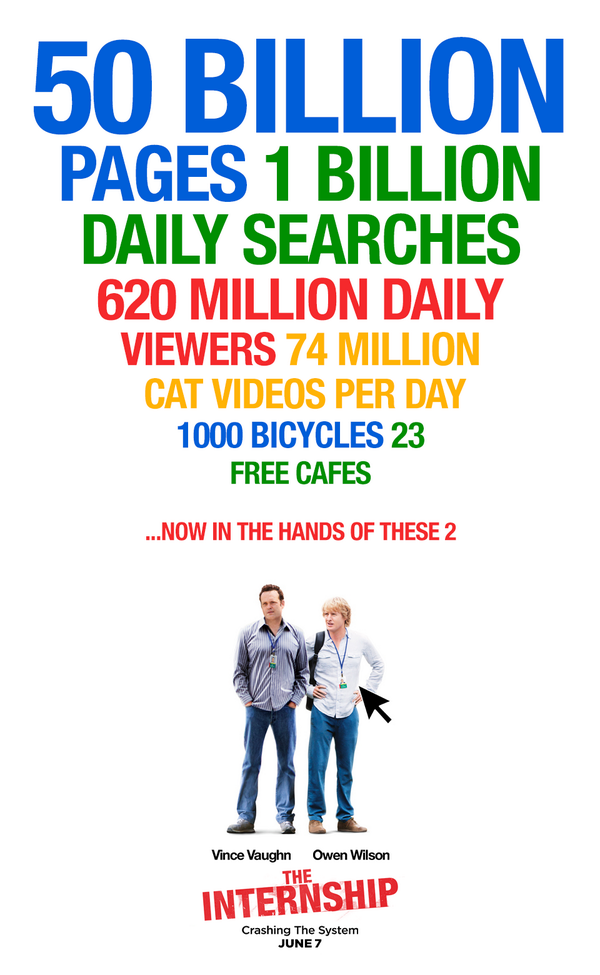 50 BILLION
PAGES 1 BILLION
DAILY SEARCHES
620 MILLION DAILY
VIEWERS 74 MILLION
CAT VIDEOS PER DAY
1000 BICYCLES 23
FREE CAFES
...NOW IN THE HANDS OF THESE 2
Vince Vaughn Owen Wilson
THE
INTERNSHIP
Crashing The System
JUNE 7